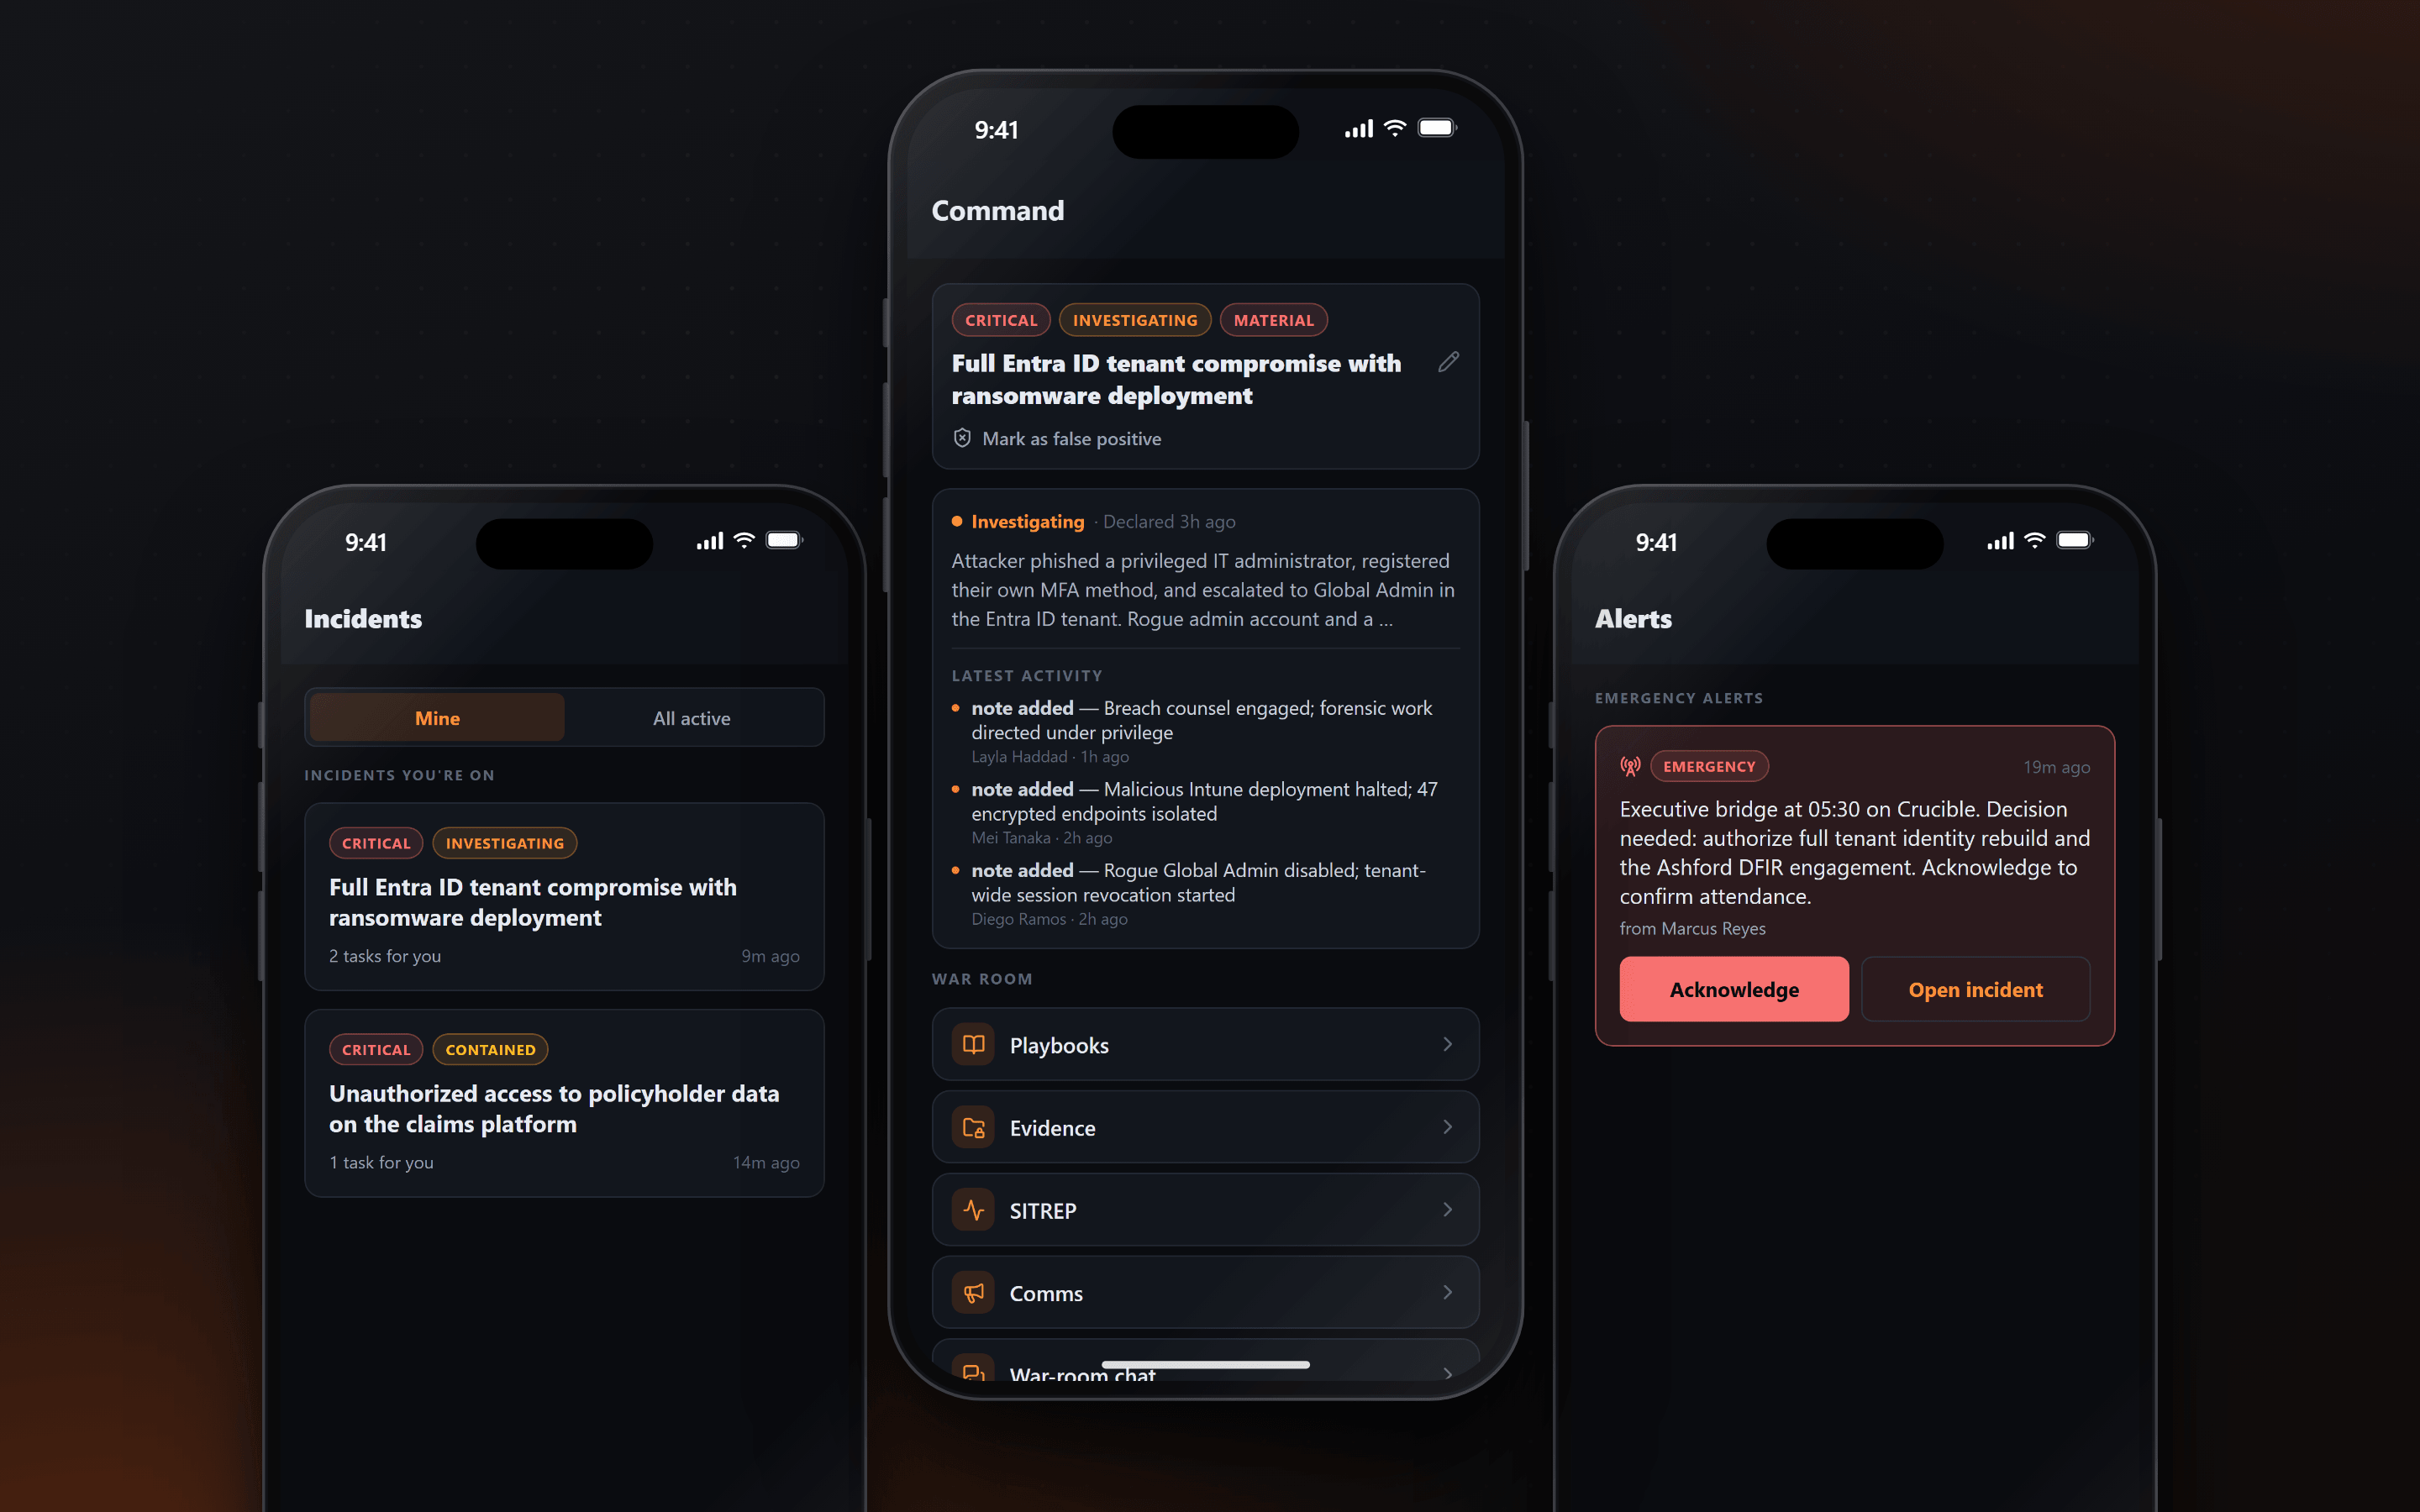 9:41
Incidents
Mine
All active
INCIDENTS YOU'RE ON
CRITICAL
INVESTIGATING
Full Entra ID tenant compromise with
ransomware deployment
2 tasks for you
9m ago
CRITICAL
CONTAINED
Unauthorized access to policyholder data
on the claims platform
1 task for you
14m ago
9:41
Command
CRITICAL
INVESTIGATING
MATERIAL
Full Entra ID tenant compromise with
ransomware deployment
Mark as false positive
Investigating · Declared 3h ago
Attacker phished a privileged IT administrator, registered
their own MFA method, and escalated to Global Admin in
the Entra ID tenant. Rogue admin account and a ...
LATEST ACTIVITY
note added — Breach counsel engaged; forensic work
directed under privilege
Layla Haddad · 1h ago
note added — Malicious Intune deployment halted; 47
encrypted endpoints isolated
Mei Tanaka · 2h ago
note added — Rogue Global Admin disabled; tenant-
wide session revocation started
Diego Ramos · 2h ago
WAR ROOM
Playbooks
Evidence
SITREP
Comms
War-room chat
9:41
Alerts
EMERGENCY ALERTS
EMERGENCY
19m ago
Executive bridge at 05:30 on Crucible. Decision
needed: authorize full tenant identity rebuild and
the Ashford DFIR engagement. Acknowledge to
confirm attendance.
from Marcus Reyes
Acknowledge
Open incident